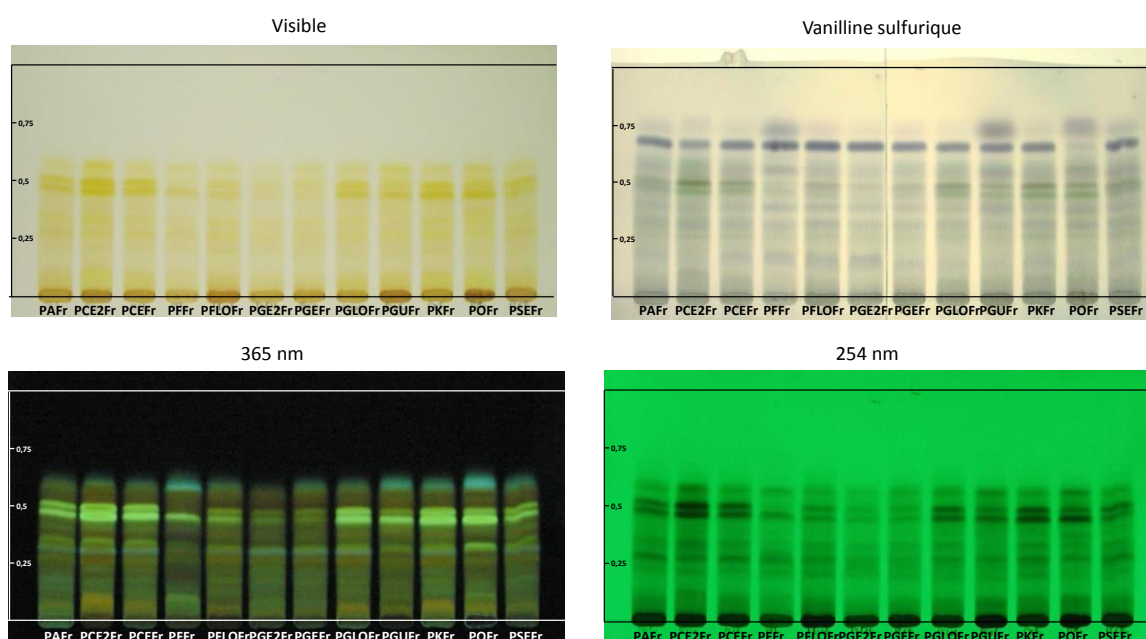 Visible
0,75
0,5
0,25
PAFr PCE2Fr PCEFr PFFr PFLOFr PGE2Fr PGEFr PGLOFr PGUFr PKFr POFr PSEFr
Vanilline sulfurique
0,75
0,5
0,25
PAFr PCE2Fr PCEFr PFFr PFLOFr PGE2Fr PGEFr PGLOFr PGUFr PKFr POFr PSEFr
365 nm
0,75
0,5
0,25
PAFr PCE2Fr PCEFr PFFr PFLOFr PGE2Fr PGEFr PGLOFr PGUFr PKFr POFr PSEFr
254 nm
0,75
0,5
0,25
PAFr PCE2Fr PCEFr PFFr PFLOFr PGE2Fr PGEFr PGLOFr PGUFr PKFr POFr PSEFr